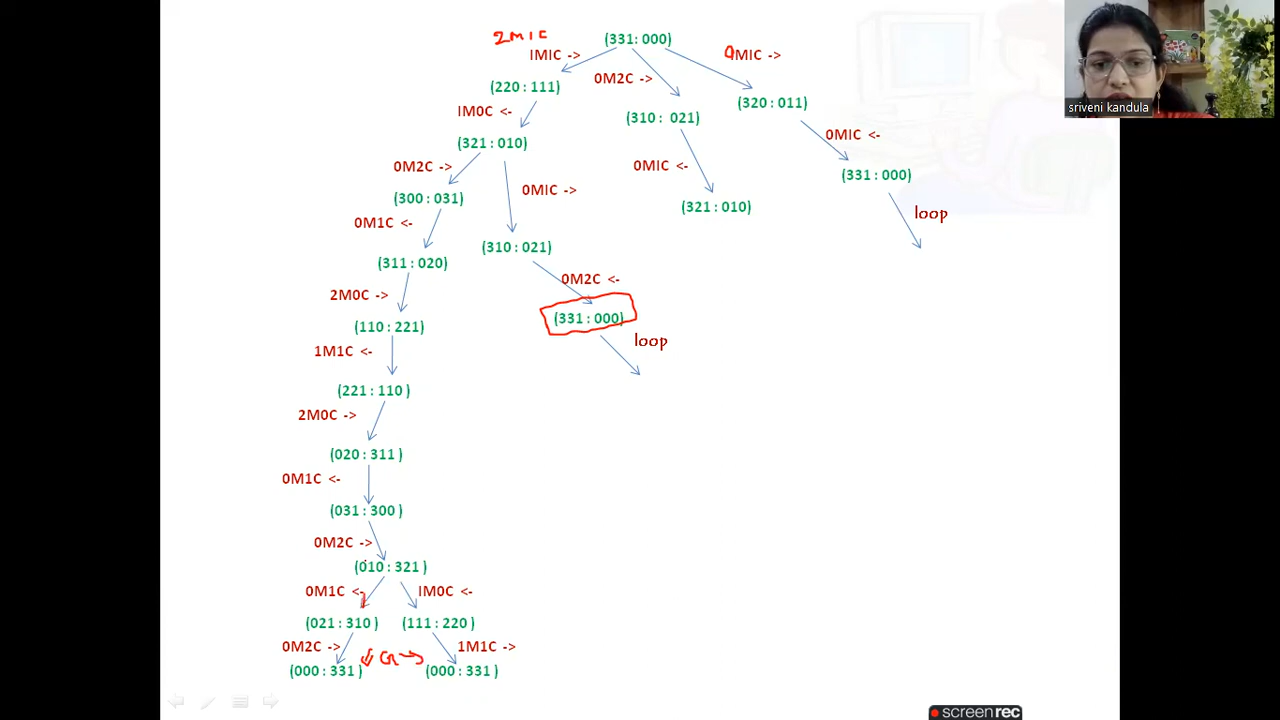 2MIC
(331: 000)
IMIC ->
0MIC ->
0M2C ->
(220 : 111)
(320 : 011)
sriveni kandula
IM0C <-
(310 :  021)
0MIC <-
(321 : 010)
0M2C ->
0MIC <-
(331 : 000)
0MIC ->
(300 : 031)
(321 : 010)
loop
0M1C <-
(310 : 021)
(311 : 020)
0M2C <-
2M0C ->
(331 : 000)
(110 : 221)
loop
1M1C <-
(221 : 110 )
2M0C ->
(020 : 311 )
0M1C <-
(031 : 300 )
0M2C ->
(010 : 321 )
0M1C <-
IM0C <-
(021 : 310 )
(111 : 220 )
0M2C ->
1M1C ->
(000 : 331 )
(000 : 331 )
screenrec